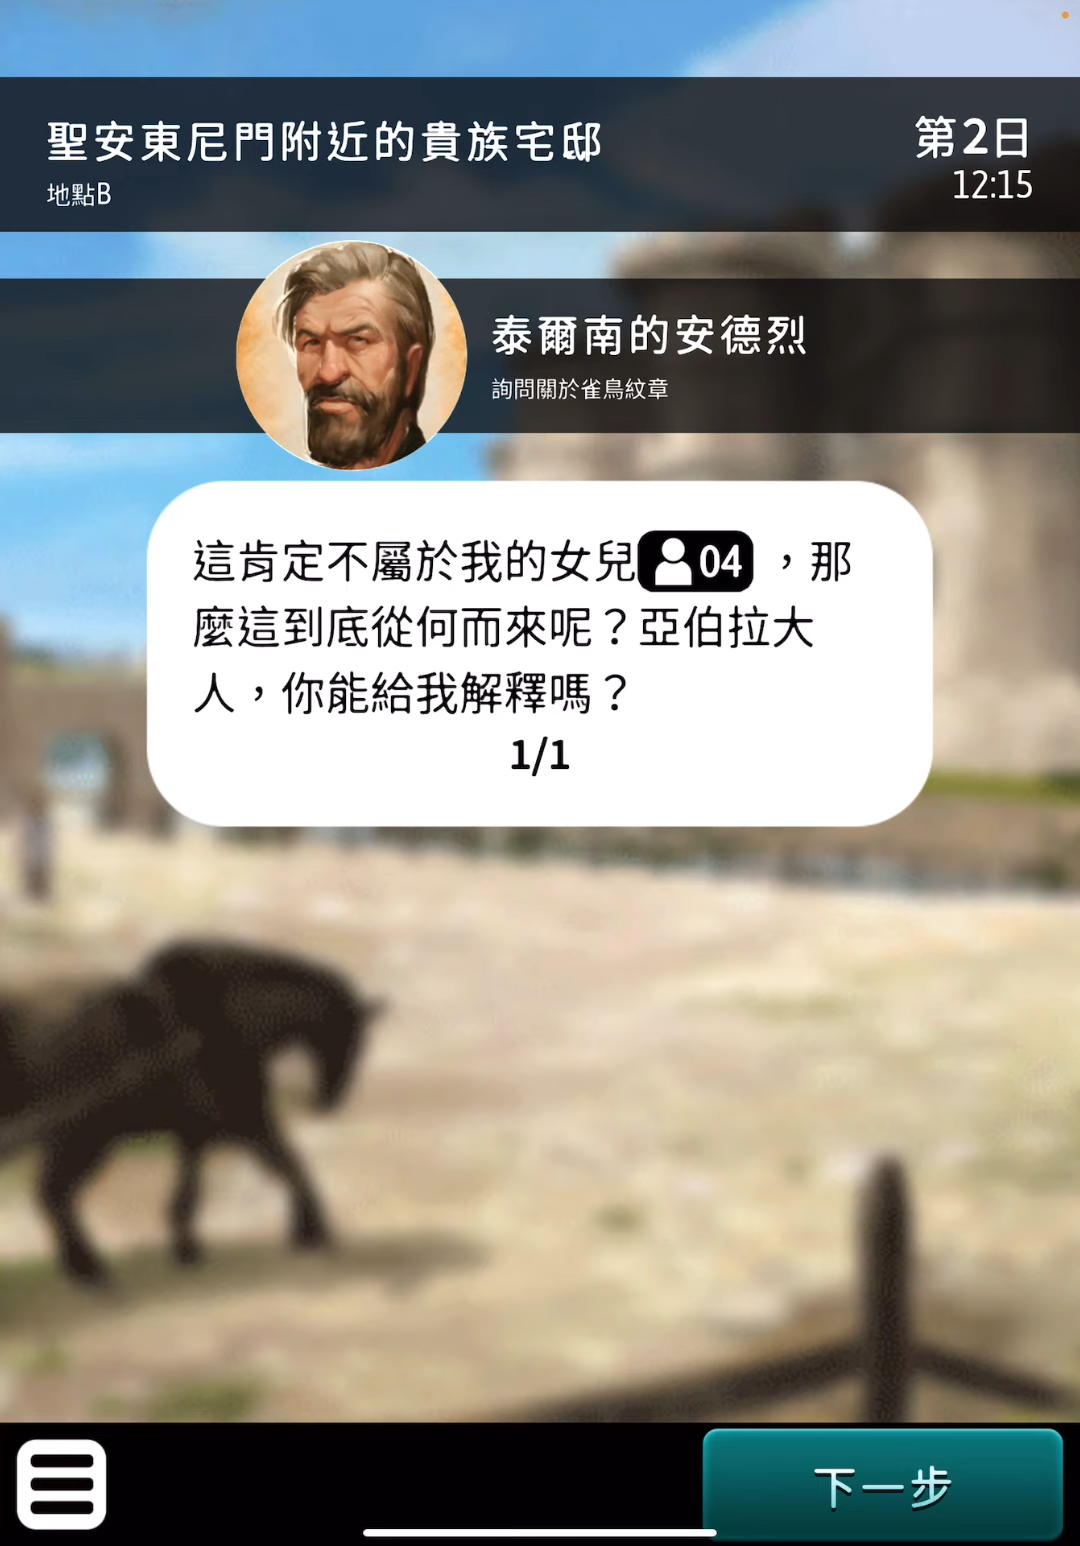 聖安東尼門附近的貴族宅邸
地點B
第2日
12:15
泰爾南的安德烈
詢問關於雀鳥紋章
這肯定不屬於我的女兒 04 ，那
麼這到底從何而來呢？亞伯拉大
人，你能給我解釋嗎？
1/1
下一步